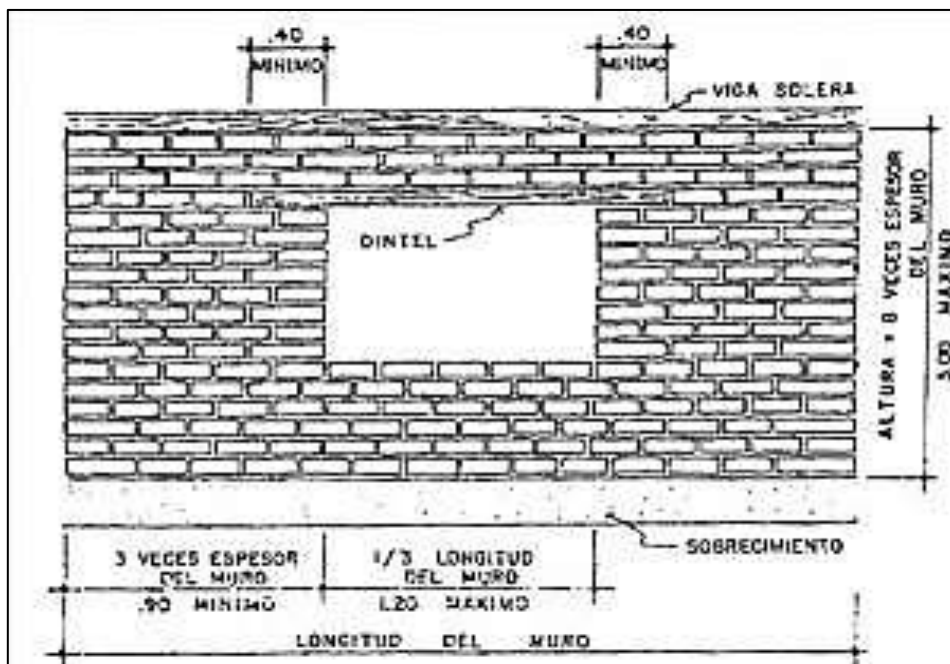 .40
MINIMO
.40
MINIMO
VIGA SOLERA
DINTEL
ALTURA = 8 VECES ESPESOR
DEL MURO
3.00 MAXIMO
SOBRECIMIENTO
3 VECES ESPESOR
DEL MURO
.90 MINIMO
1/3 LONGITUD
DEL MURO
1.20 MAXIMO
LONGITUD DEL MURO